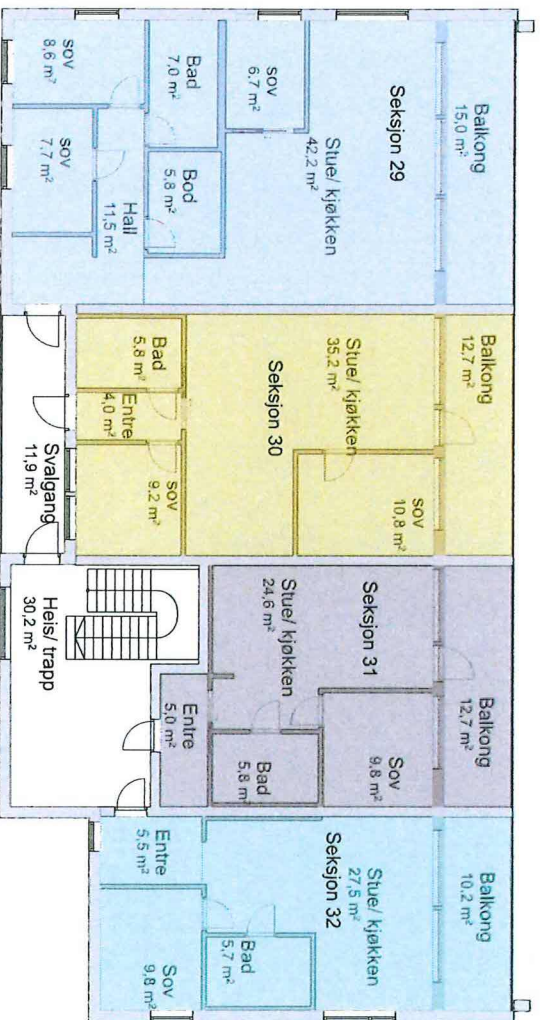 Balkong
15,0 m²
Seksjon 29
Stue/ kjøkken
42,2 m²
sov
6,7 m²
Bad
7,0 m²
Bod
5,8 m²
sov
8,6 m²
sov
7,7 m²
Hall
11,5 m²
Balkong
12,7 m²
Stue/ kjøkken
35,2 m²
Seksjon 30
sov
10,8 m²
Bad
5,8 m²
Entre
4,0 m²
sov
9,2 m²
Svalgang
11,9 m²
Balkong
12,7 m²
Seksjon 31
Stue/ kjøkken
24,6 m²
Sov
9,8 m²
Bad
5,8 m²
Entre
5,0 m²
Heis/ trapp
30,2 m²
Balkong
10,2 m²
Stue/ kjøkken
27,5 m²
Seksjon 32
Bad
5,7 m²
Entre
5,5 m²
Sov
9,8 m²